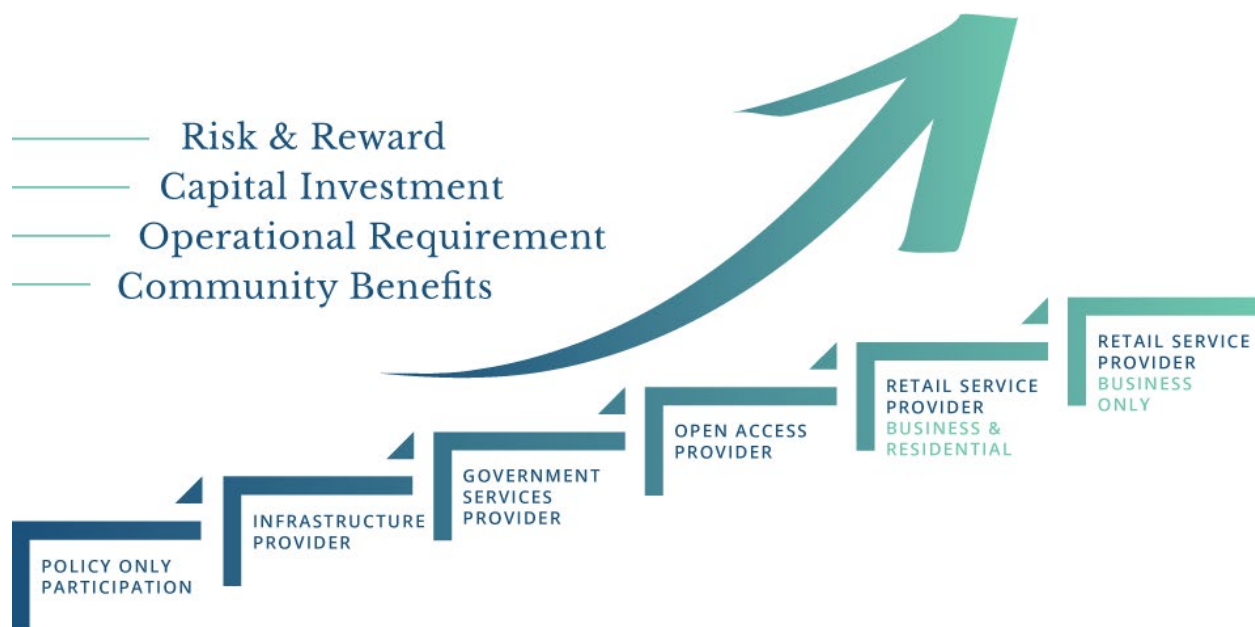 Risk & Reward
Capital Investment
Operational Requirement
Community Benefits
POLICY ONLY
PARTICIPATION
INFRASTRUCTURE
PROVIDER
GOVERNMENT
SERVICES
PROVIDER
OPEN ACCESS
PROVIDER
RETAIL SERVICE
PROVIDER
BUSINESS &
RESIDENTIAL
RETAIL SERVICE
PROVIDER
BUSINESS
ONLY